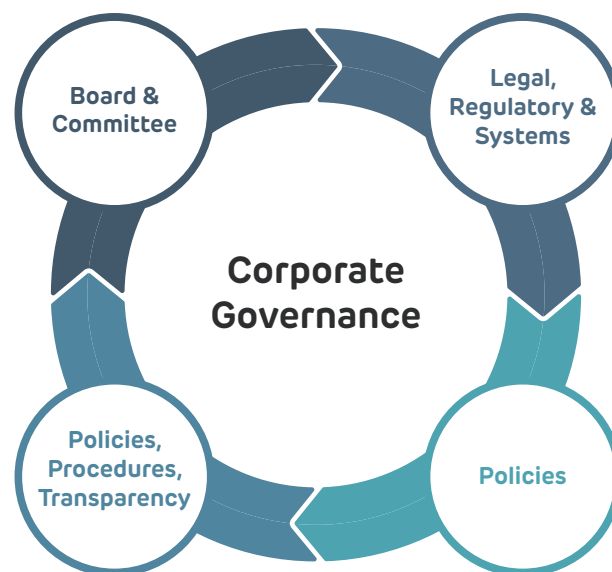 Board &
Committee
Legal,
Regulatory &
Systems
Corporate
Governance
Policies,
Procedures,
Transparency
Policies